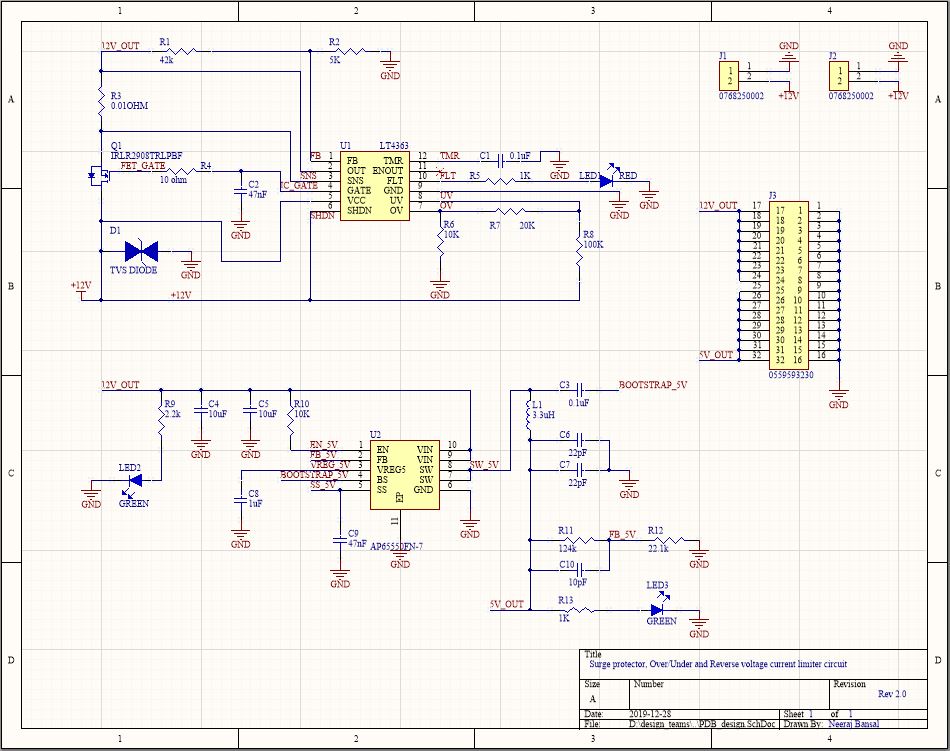 1 2 3 4
A
B
C
D
A
B
C
D
1 2 3 4
12V_OUT
R1
42k
R2
5K
GND
R3
0.01OHM
Q1
IRLR2908TRLPBF
FET_GATE
R4
10 ohm
C2
47nF
GND
D1
TVS DIODE
GND
+12V
+12V
U1 LT4363
FB 1 FB TMR 12 TMR
2 OUT ENOUT 11
SNS 3 SNS FLT 10 FLT
IC_GATE 4 GATE GND 9
5 VCC UV 8 UV
SHDN 6 SHDN OV 7 OV
C1 0.1uF
GND
R5 1K
LED1 RED
GND
GND
R6
10K
GND
R7 20K
R8
100K
J1
1 1
2 2
0768250002
GND
+12V
J2
1 1
2 2
0768250002
GND
+12V
J3
12V_OUT
17 17 1 1
18 18 2 2
19 19 3 3
20 20 4 4
21 21 5 5
22 22 6 6
23 23 7 7
24 24 8 8
25 25 9 9
26 26 10 10
27 27 11 11
28 28 12 12
29 29 13 13
30 30 14 14
31 31 15 15
32 32 16 16
5V_OUT
0559593230
GND
12V_OUT
R9
2.2k
C4
10uF
GND
C5
10uF
GND
R10
10K
LED2
GREEN
GND
U2
EN_5V 1 EN VIN 10
FB_5V 2 FB VIN 9
VREG_5V 3 VREG5 SW 8 SW_5V
BOOTSTRAP_5V 4 BS SW 7
SS_5V 5 SS GND 6
EP
11
AP65550FN-7
GND
GND
C8
1uF
GND
C9
47nF
GND
C3
0.1uF
BOOTSTRAP_5V
L1
3.3uH
C6
22pF
C7
22pF
GND
R11
124k
FB_5V
R12
22.1k
GND
C10
10pF
5V_OUT
R13
1K
LED3
GREEN
GND
Title
Surge protector, Over/Under and Reverse voltage current limiter circuit
Size Number Revision
A Rev 2.0
Date: 2019-12-28 Sheet 1 of 1
File: D:\design_teams\..\PDB_design.SchDoc Drawn By: Neeraj Bansal